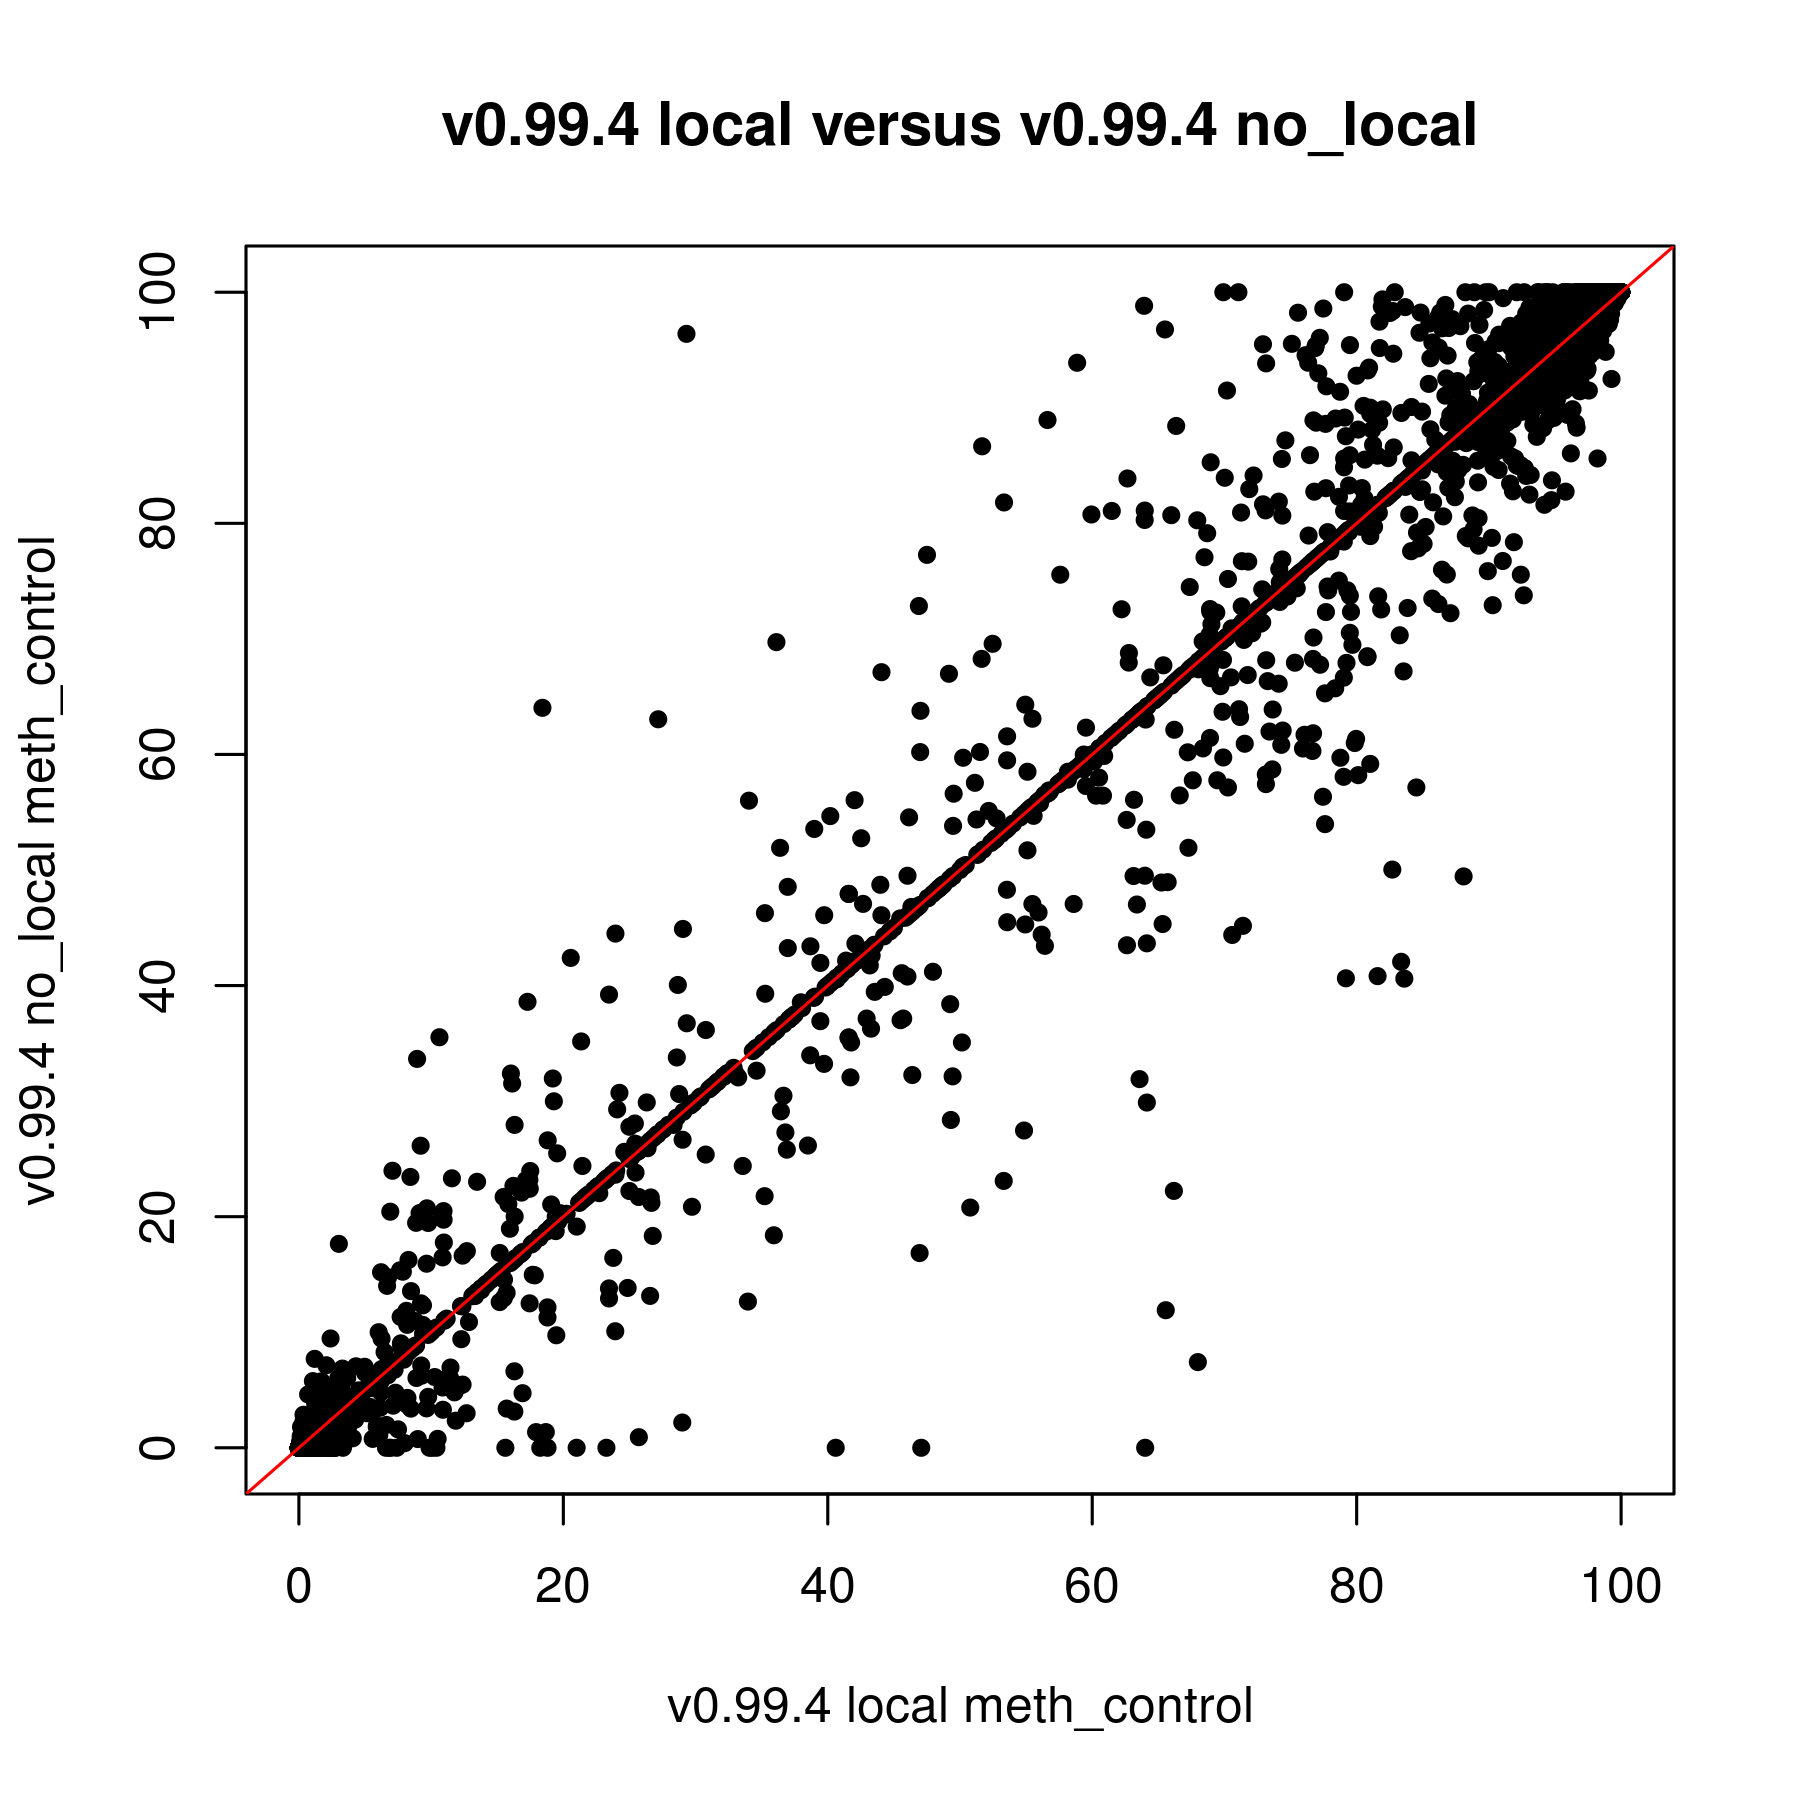 v0.99.4 local versus v0.99.4 no_local
v0.99.4 no_local meth_control
100
80
60
40
20
0
0 20 40 60 80 100
v0.99.4 local meth_control